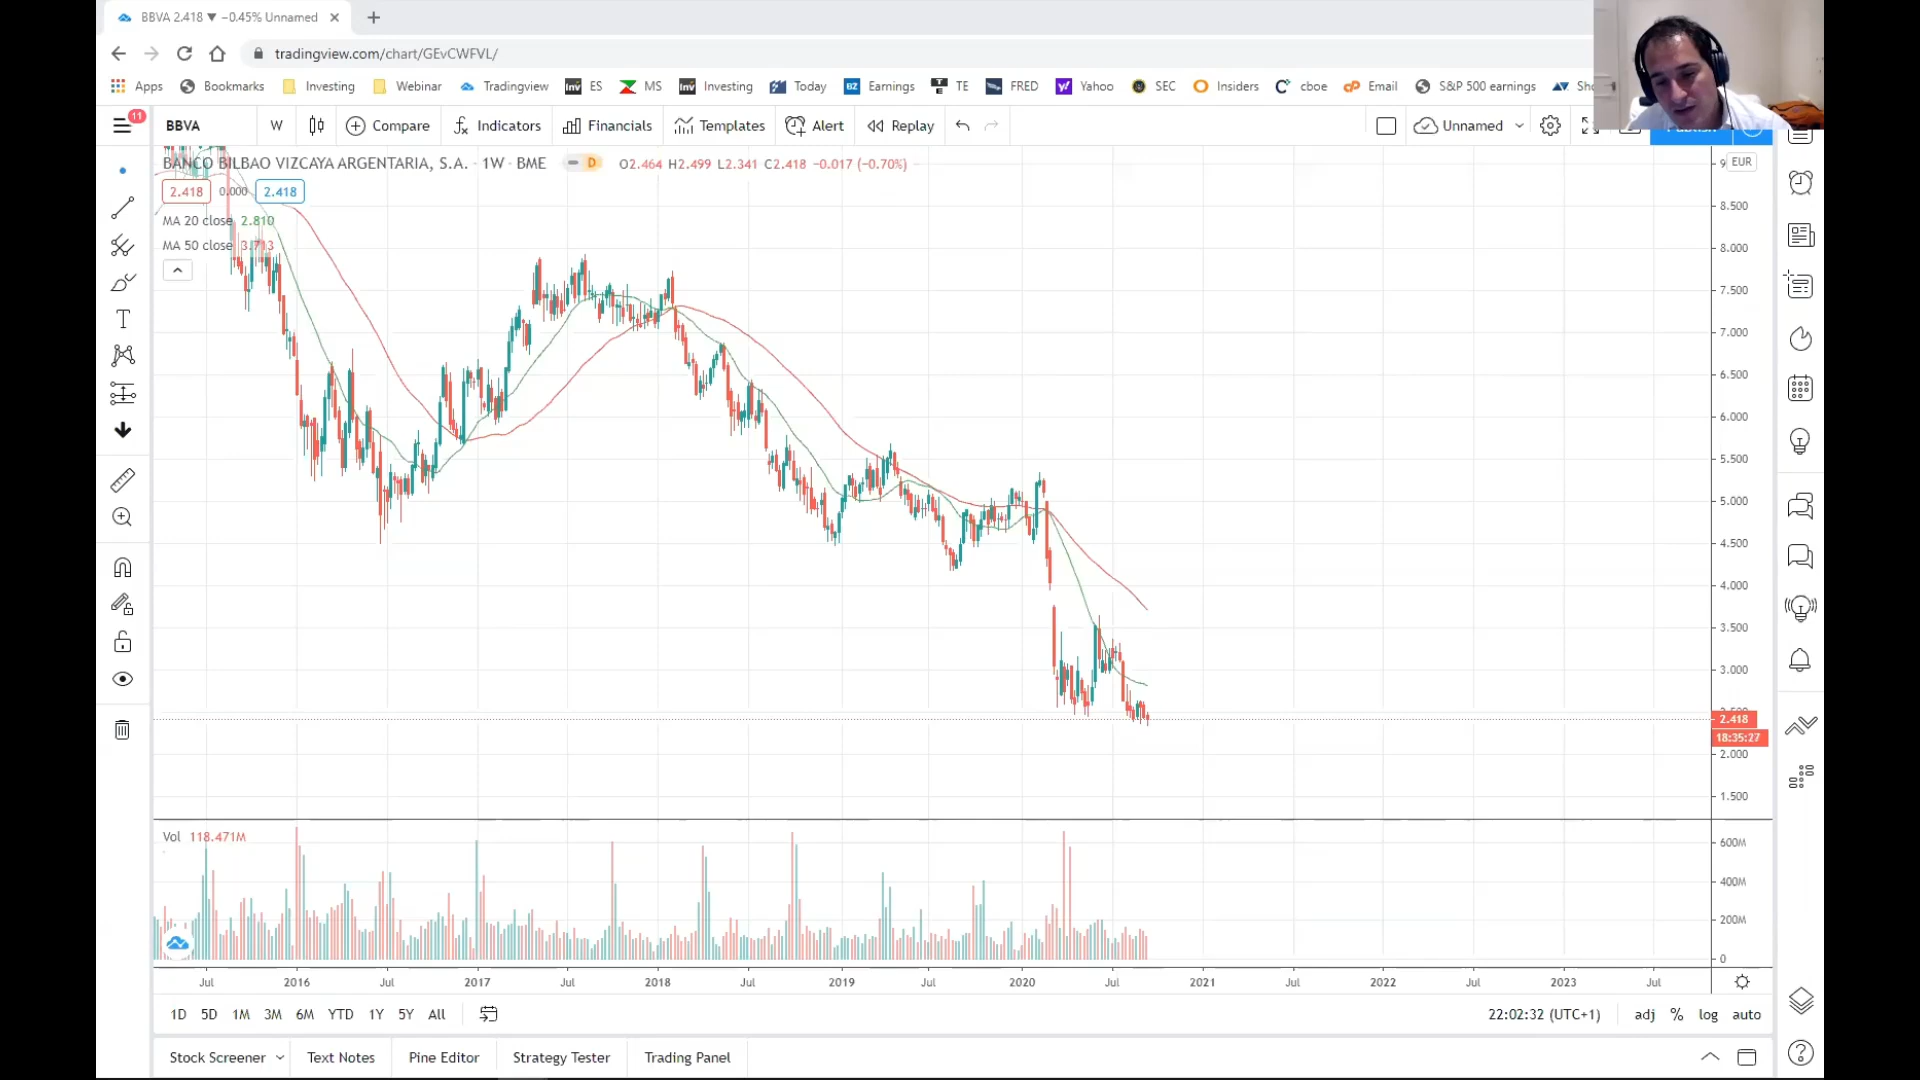 BBVA 2.418 ▼ −0.45% Unnamed
tradingview.com/chart/GEvCWFVL/
Apps Bookmarks Investing Webinar Tradingview Inv ES MS Inv Investing Today BZ Earnings TE FRED Yahoo SEC Insiders cboe Email S&P 500 earnings
11
BBVA W Compare Indicators Financials Templates Alert Replay Unnamed
BANCO BILBAO VIZCAYA ARGENTARIA, S.A. · 1W · BME D O2.464 H2.499 L2.341 C2.418 −0.017 (−0.70%)
EUR
2.418 0.000 2.418
MA 20 close 2.810
MA 50 close 3.713
8.500
8.000
7.500
7.000
6.500
6.000
5.500
5.000
4.500
4.000
3.500
3.000
2.418
18:35:27
2.000
1.500
Vol 118.471M
600M
400M
200M
0
Jul 2016 Jul 2017 Jul 2018 Jul 2019 Jul 2020 Jul 2021 Jul 2022 Jul 2023 Jul
1D 5D 1M 3M 6M YTD 1Y 5Y All 22:02:32 (UTC+1) adj % log auto
Stock Screener Text Notes Pine Editor Strategy Tester Trading Panel